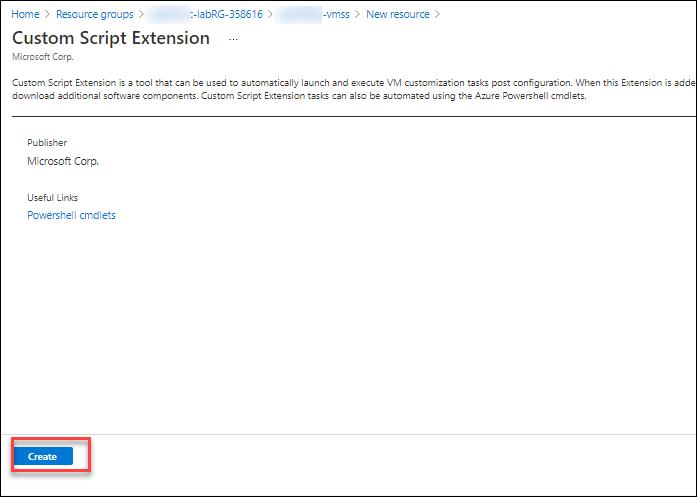 Home > Resource groups > t-labRG-358616 > -vmss > New resource >
Custom Script Extension ...
Microsoft Corp.
Custom Script Extension is a tool that can be used to automatically launch and execute VM customization tasks post configuration. When this Extension is adde
download additional software components. Custom Script Extension tasks can also be automated using the Azure Powershell cmdlets.
Publisher
Microsoft Corp.
Useful Links
Powershell cmdlets
Create